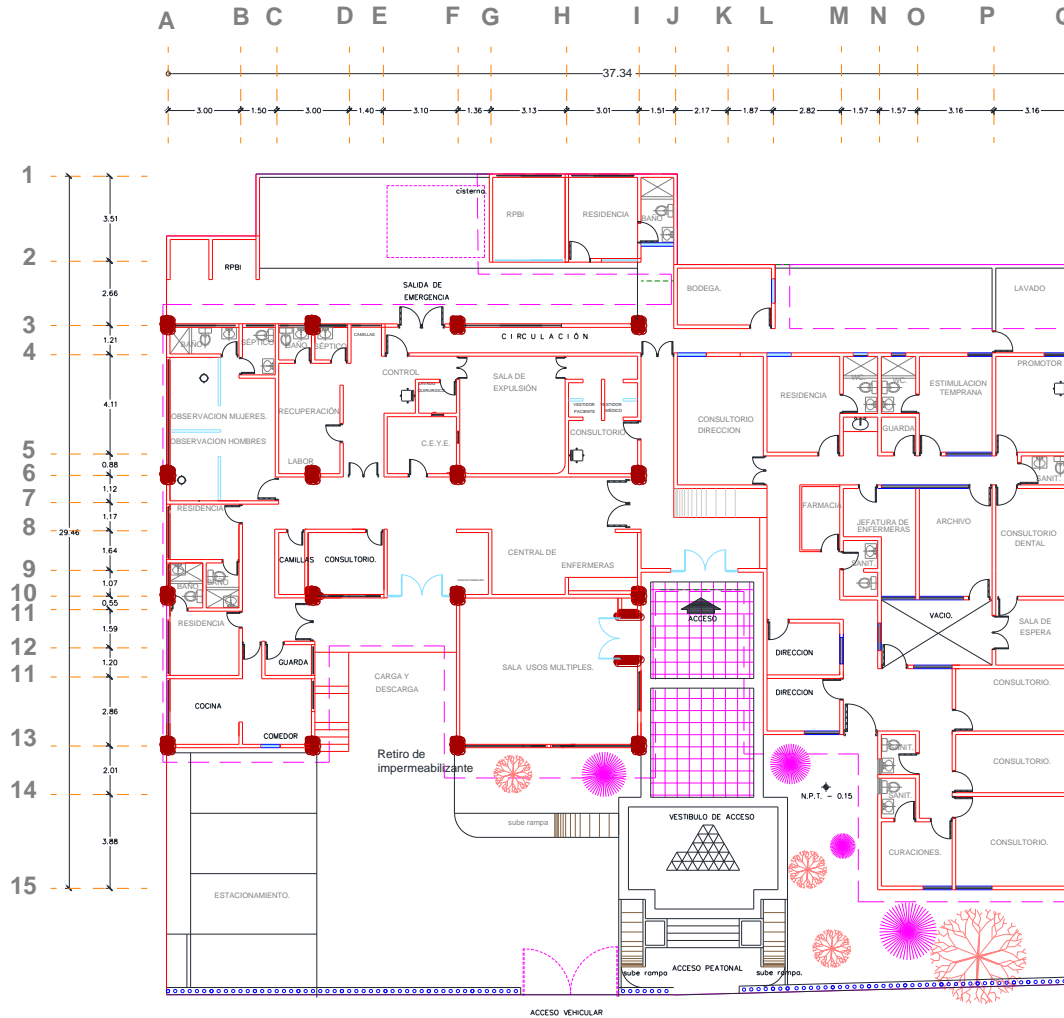 A B C D E F G H I J K L M N O P Q
37.34
3.00 1.50 3.00 1.40 3.10 1.36 3.13 3.01 1.51 2.17 1.87 2.82 1.57 1.57 3.16 3.16
1
2
3
4
5
6
7
8
9
10
11
12
11
13
14
15
29.46
3.51
2.66
1.21
4.11
0.88
1.12
1.17
1.64
1.07
0.55
1.59
1.20
2.86
2.01
3.88
cisterna.
RPBI
RESIDENCIA
BAÑO
RPBI
SALIDA DE
EMERGENCIA
BODEGA.
LAVADO
CIRCULACIÓN
BAÑO
SÉPTICO
BAÑO
SÉPTICO
CAMILLAS
CONTROL
SALA DE
EXPULSIÓN
VESTIDOR
PACIENTE
VESTIDOR
MÉDICO
CONSULTORIO
OBSERVACION MUJERES.
OBSERVACION HOMBRES
RECUPERACIÓN
LABOR
C.E.Y.E.
CONSULTORIO
DIRECCION
RESIDENCIA
WC.
WC.
GUARDA
ESTIMULACION
TEMPRANA
PROMOTOR
SANIT.
RESIDENCIA
CAMILLAS
CONSULTORIO.
CENTRAL DE
ENFERMERAS
FARMACIA
JEFATURA DE
ENFERMERAS
ARCHIVO
CONSULTORIO
DENTAL
SANIT.
BAÑO
BAÑO
RESIDENCIA
GUARDA
COCINA
COMEDOR
CARGA Y
DESCARGA
SALA USOS MULTIPLES.
ACCESO
DIRECCION
DIRECCION
VACIO.
SALA DE
ESPERA
CONSULTORIO.
CONSULTORIO.
CONSULTORIO.
SANIT.
SANIT.
CURACIONES.
Retiro de
impermeabilizante
N.P.T. - 0.15
sube rampa
VESTIBULO DE ACCESO
ESTACIONAMIENTO.
sube rampa
ACCESO PEATONAL
sube rampa.
ACCESO VEHICULAR